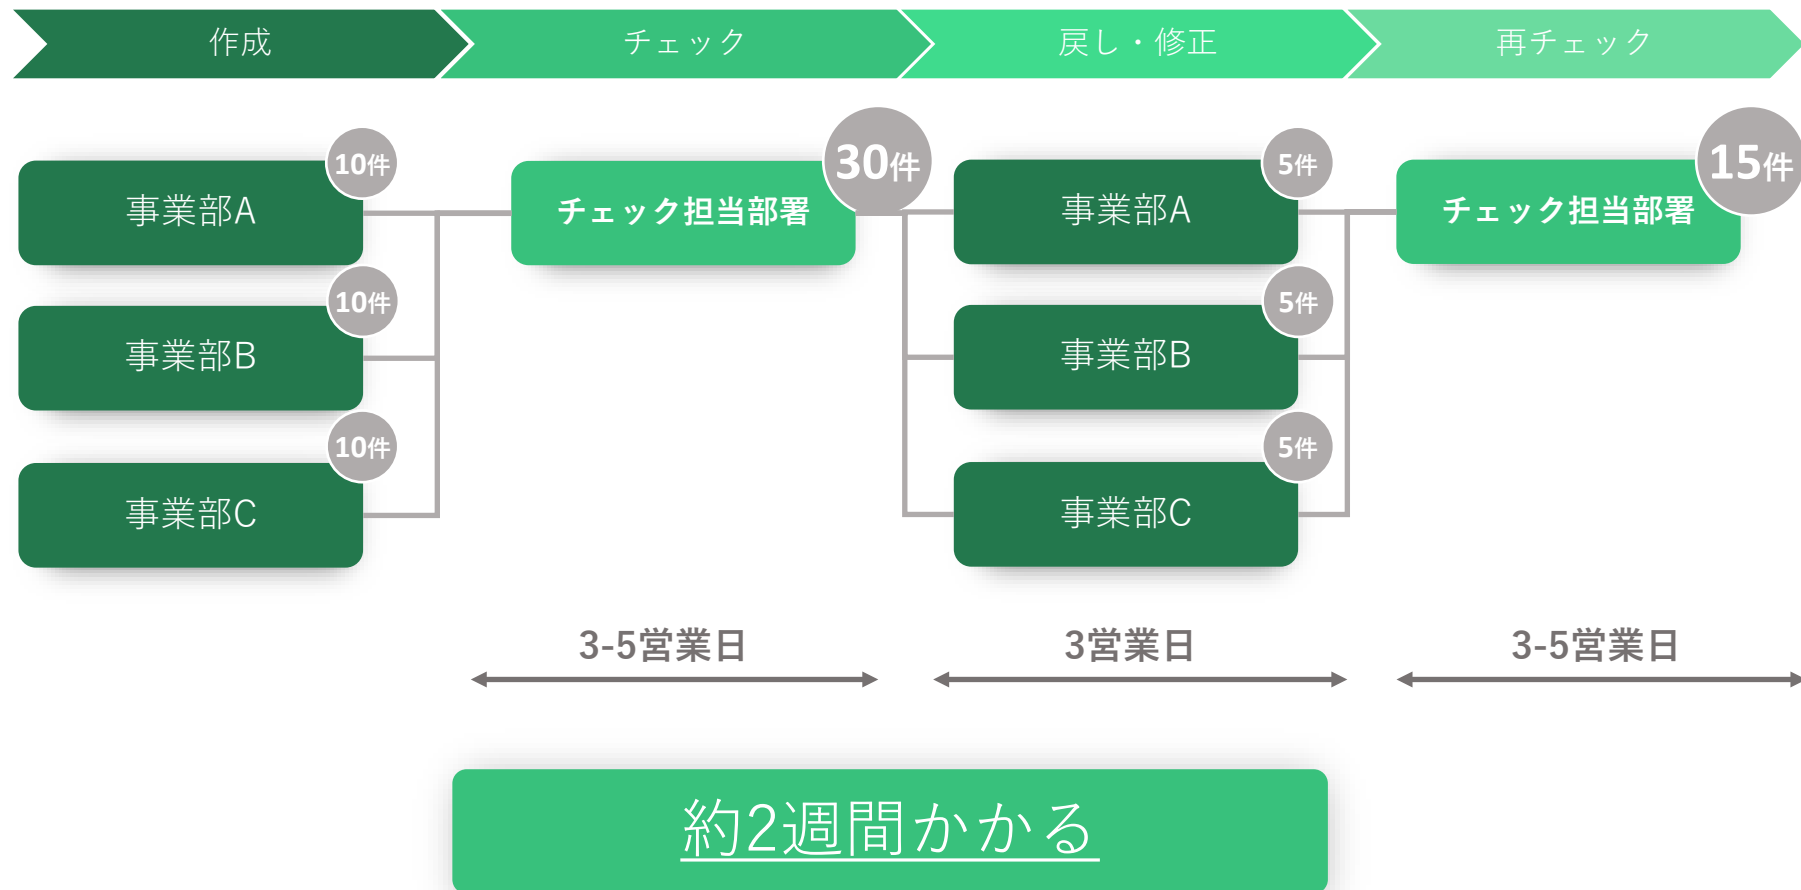 作成
チェック
戻し・修正
再チェック
事業部A
10件
チェック担当部署
30件
事業部A
5件
チェック担当部署
15件
事業部B
10件
事業部B
5件
事業部C
10件
事業部C
5件
3-5営業日
3営業日
3-5営業日
約2週間かかる